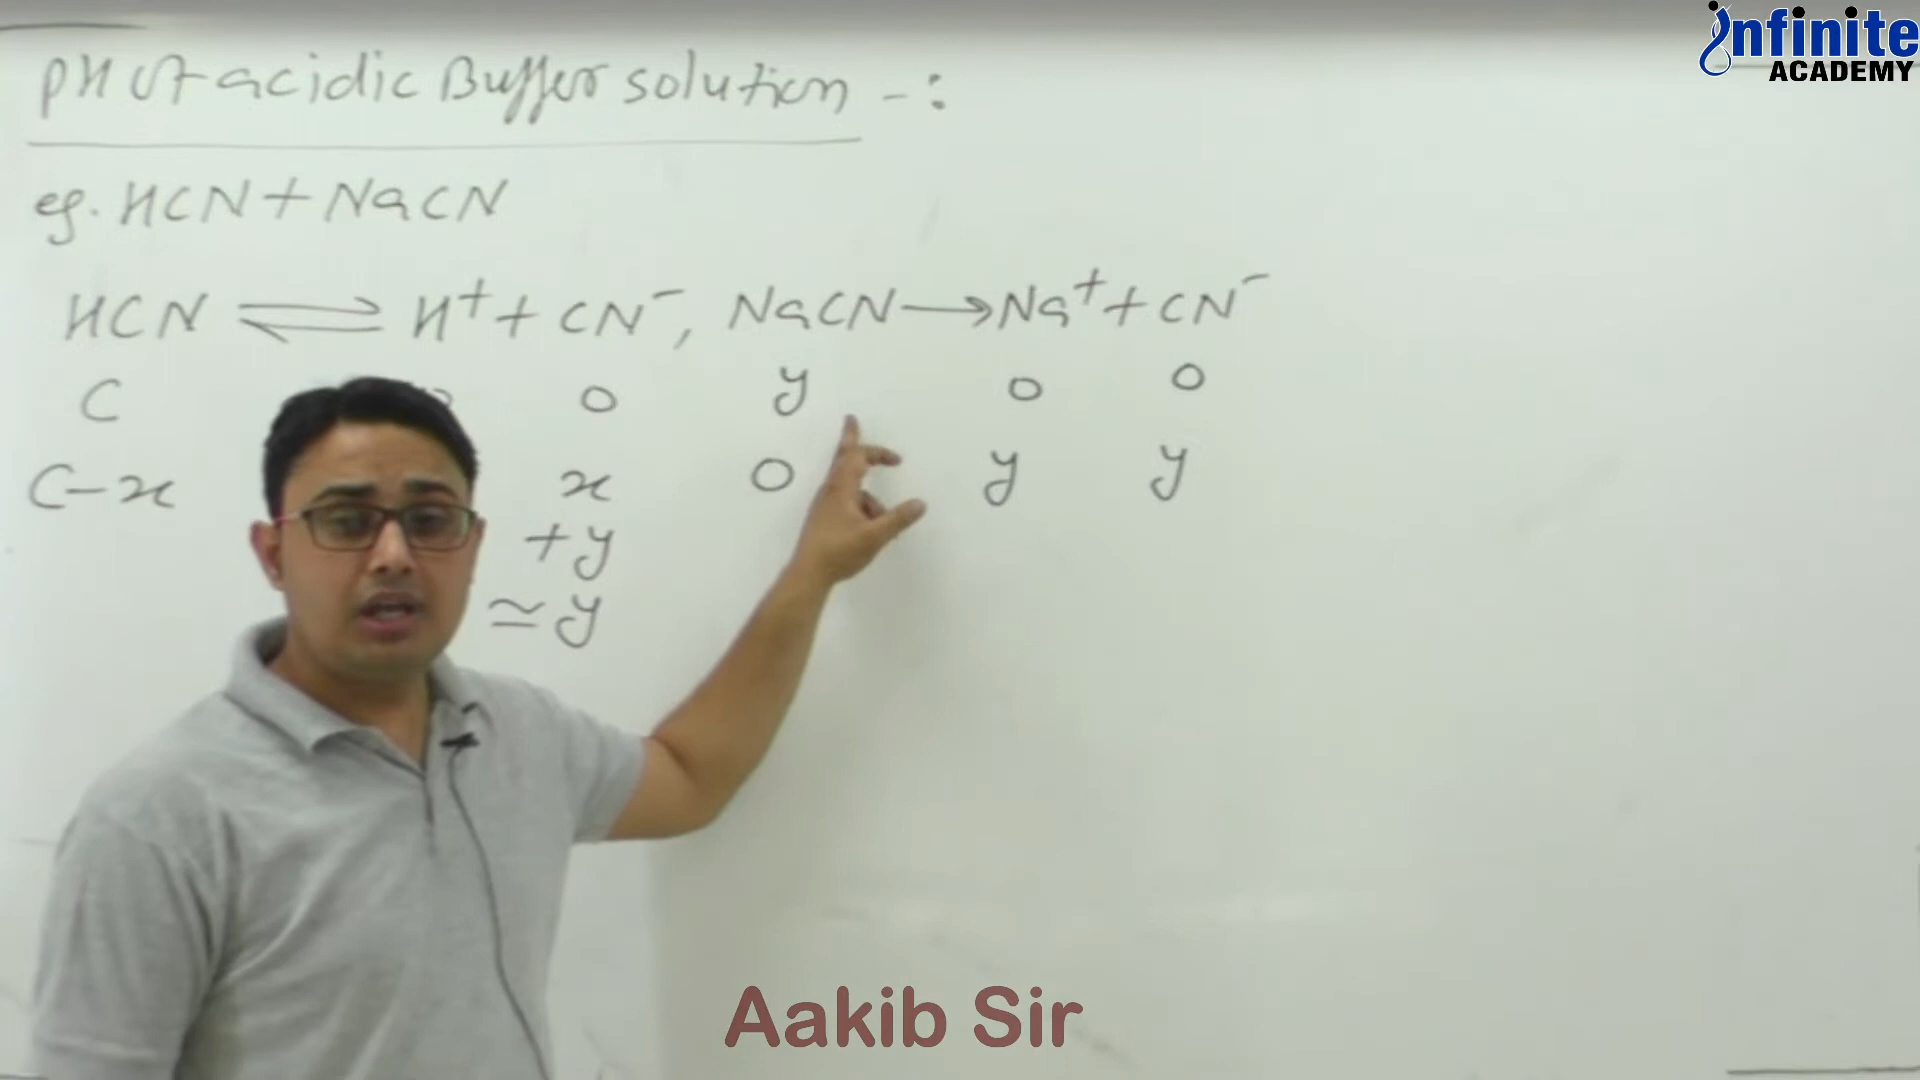 infinite
ACADEMY
PH of acidic Buffer solution -:
eg. HCN + NaCN
HCN ⇌ H⁺ + CN⁻, NaCN → Na⁺ + CN⁻
C 0 y 0 0
C-x x 0 y y
+y
≃y
Aakib Sir